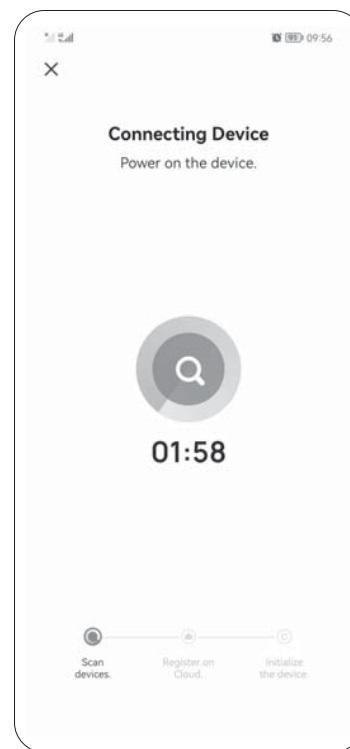 09:56
Connecting Device
Power on the device.
01:58
Scan
devices.
Register on
Cloud.
Initialize
the device